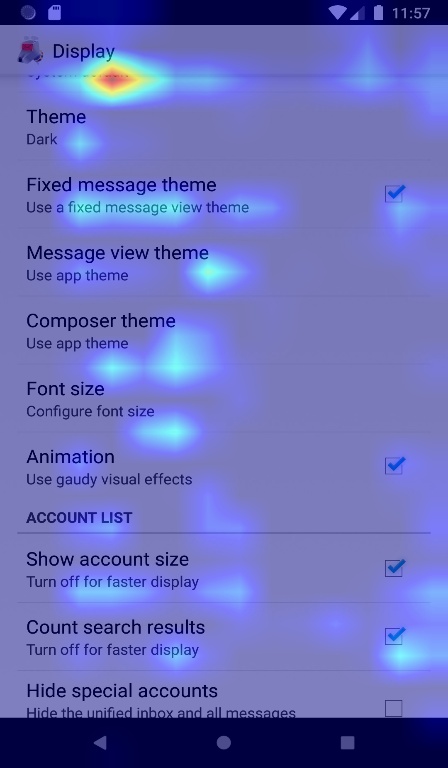 11:57
Display
Theme
Dark
Fixed message theme
Use a fixed message view theme
Message view theme
Use app theme
Composer theme
Use app theme
Font size
Configure font size
Animation
Use gaudy visual effects
ACCOUNT LIST
Show account size
Turn off for faster display
Count search results
Turn off for faster display
Hide special accounts
Hide the unified inbox and all messages